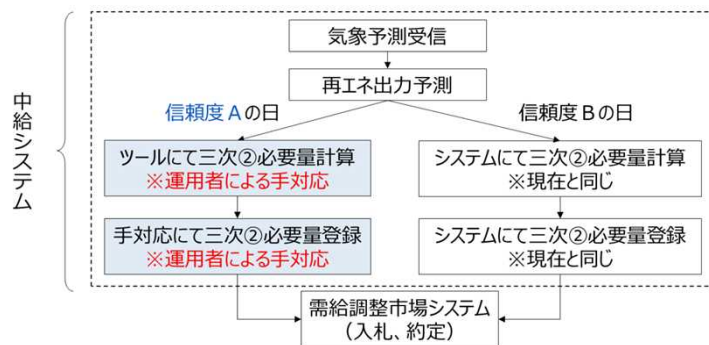 気象予測受信
再エネ出力予測
中給システム
信頼度Aの日
信頼度Bの日
ツールにて三次②必要量計算
※運用者による手対応
システムにて三次②必要量計算
※現在と同じ
手対応にて三次②必要量登録
※運用者による手対応
システムにて三次②必要量登録
※現在と同じ
需給調整市場システム
（入札、約定）